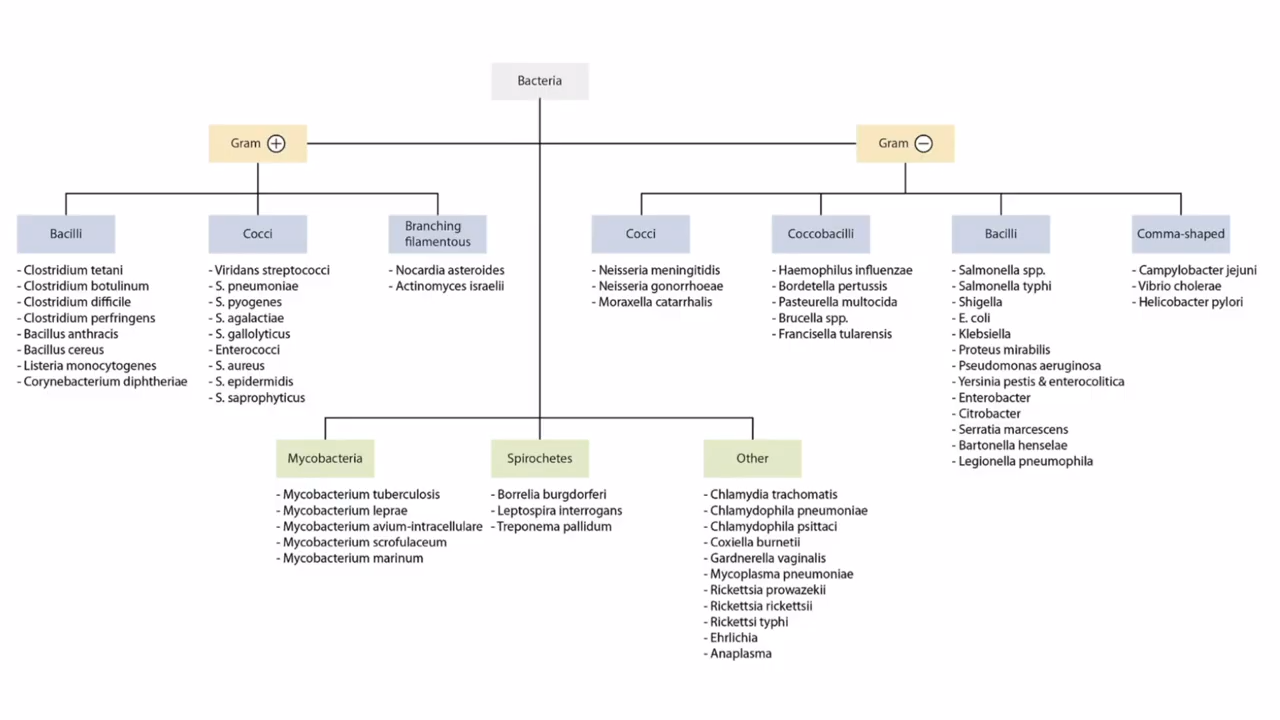 Bacteria
Gram +
Gram −
Bacilli
- Clostridium tetani
- Clostridium botulinum
- Clostridium difficile
- Clostridium perfringens
- Bacillus anthracis
- Bacillus cereus
- Listeria monocytogenes
- Corynebacterium diphtheriae
Cocci
- Viridans streptococci
- S. pneumoniae
- S. pyogenes
- S. agalactiae
- S. gallolyticus
- Enterococci
- S. aureus
- S. epidermidis
- S. saprophyticus
Branching
filamentous
- Nocardia asteroides
- Actinomyces israelii
Cocci
- Neisseria meningitidis
- Neisseria gonorrhoeae
- Moraxella catarrhalis
Coccobacilli
- Haemophilus influenzae
- Bordetella pertussis
- Pasteurella multocida
- Brucella spp.
- Francisella tularensis
Bacilli
- Salmonella spp.
- Salmonella typhi
- Shigella
- E. coli
- Klebsiella
- Proteus mirabilis
- Pseudomonas aeruginosa
- Yersinia pestis & enterocolitica
- Enterobacter
- Citrobacter
- Serratia marcescens
- Bartonella henselae
- Legionella pneumophila
Comma-shaped
- Campylobacter jejuni
- Vibrio cholerae
- Helicobacter pylori
Mycobacteria
- Mycobacterium tuberculosis
- Mycobacterium leprae
- Mycobacterium avium-intracellulare
- Mycobacterium scrofulaceum
- Mycobacterium marinum
Spirochetes
- Borrelia burgdorferi
- Leptospira interrogans
- Treponema pallidum
Other
- Chlamydia trachomatis
- Chlamydophila pneumoniae
- Chlamydophila psittaci
- Coxiella burnetii
- Gardnerella vaginalis
- Mycoplasma pneumoniae
- Rickettsia prowazekii
- Rickettsia rickettsii
- Rickettsi typhi
- Ehrlichia
- Anaplasma